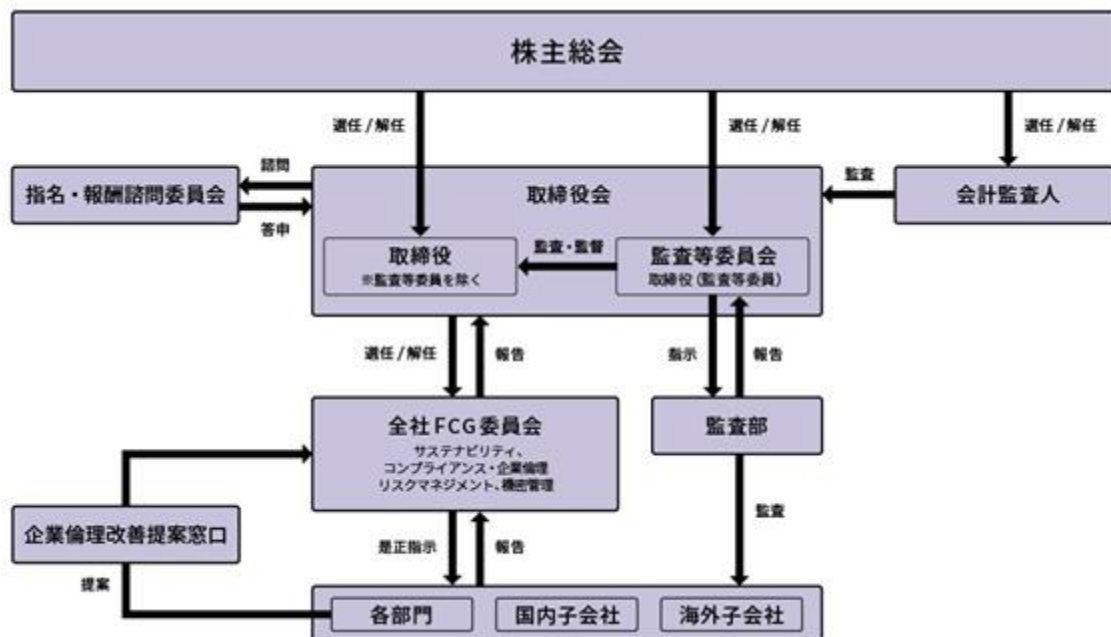 株主総会
選任 / 解任
選任 / 解任
選任 / 解任
指名・報酬諮問委員会
諮問
答申
取締役会
監査
会計監査人
取締役
※監査等委員を除く
監査・監督
監査等委員会
取締役(監査等委員)
選任 / 解任
報告
指示
報告
全社FCG委員会
サステナビリティ、
コンプライアンス・企業倫理
リスクマネジメント、機密管理
監査部
企業倫理改善提案窓口
是正指示
報告
監査
提案
各部門
国内子会社
海外子会社